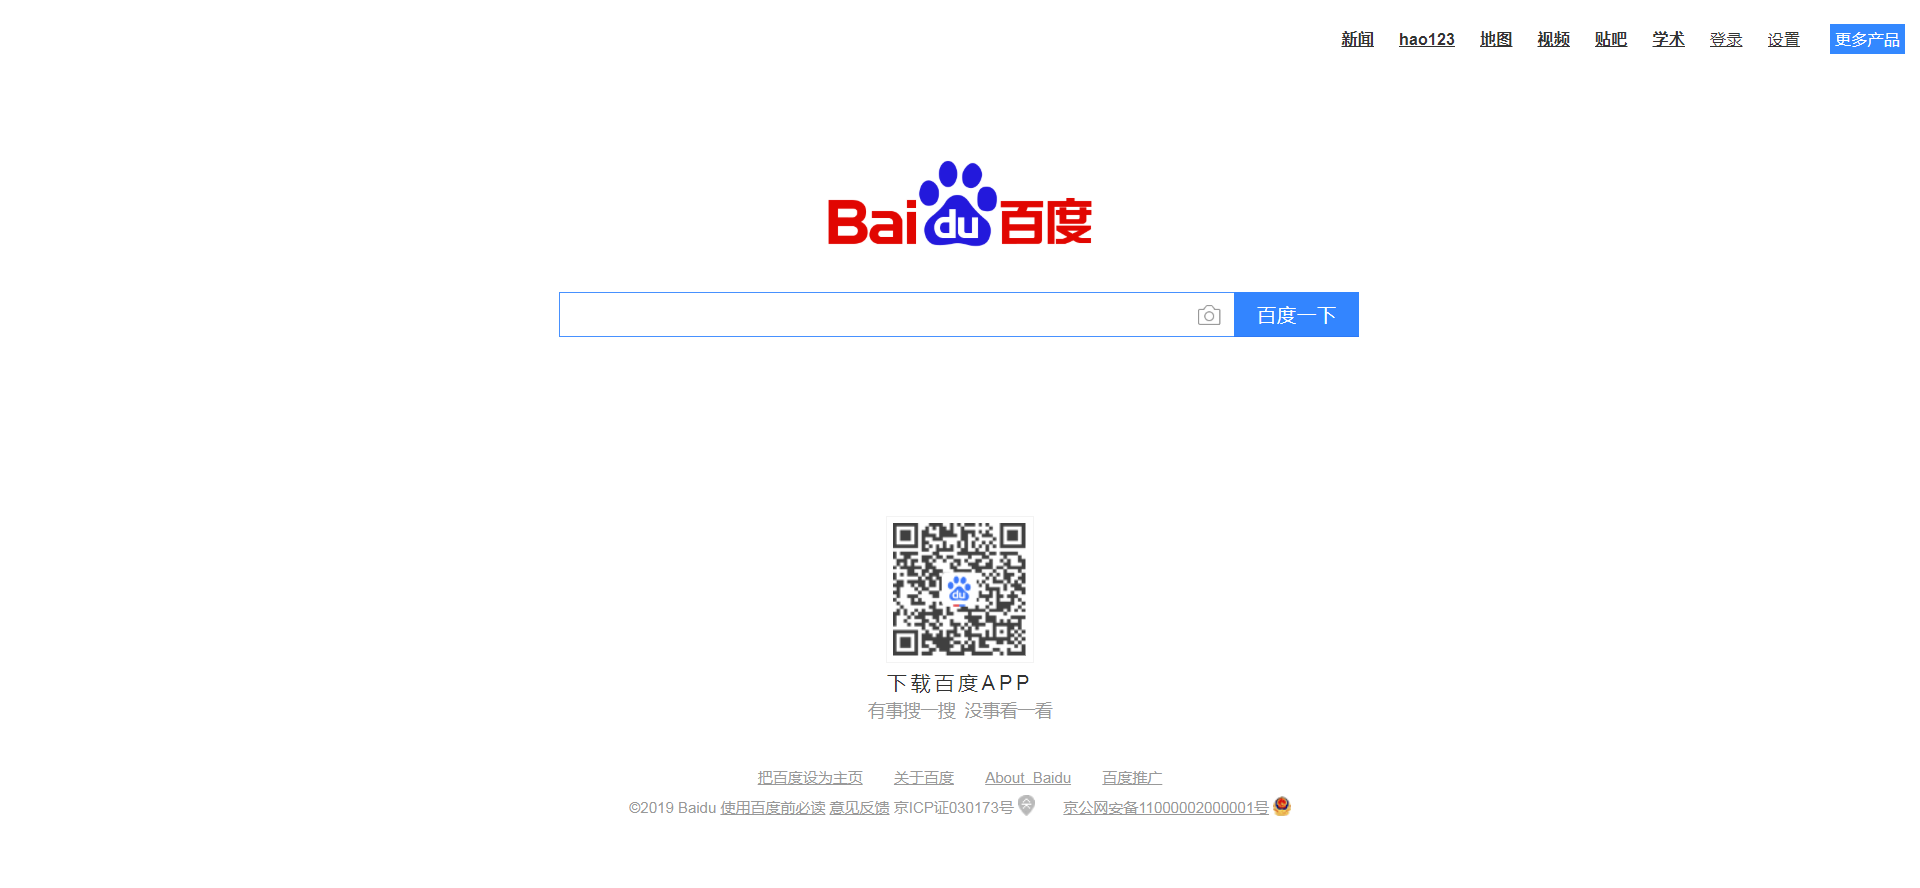 新闻 hao123 地图 视频 贴吧 学术 登录 设置 更多产品
Bai du 百度
百度一下
du
下载百度APP
有事搜一搜 没事看一看
把百度设为主页 关于百度 About Baidu 百度推广
©2019 Baidu 使用百度前必读 意见反馈 京ICP证030173号 京公网安备11000002000001号